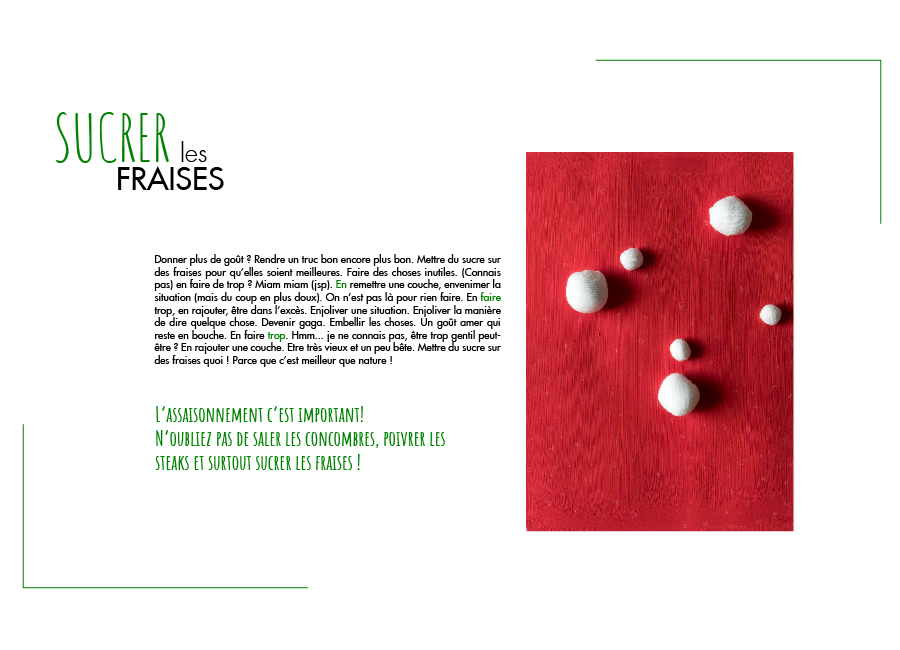 SUCRER les
FRAISES
Donner plus de goût ? Rendre un truc bon encore plus bon. Mettre du sucre sur
des fraises pour qu'elles soient meilleures. Faire des choses inutiles. (Connais
pas) en faire de trop ? Miam miam (jsp). En remettre une couche, envenimer la
situation (mais du coup en plus doux). On n'est pas là pour rien faire. En faire
trop, en rajouter, être dans l'excès. Enjoliver une situation. Enjoliver la manière
de dire quelque chose. Devenir gaga. Embellir les choses. Un goût amer qui
reste en bouche. En faire trop. Hmm... je ne connais pas, être trop gentil peut-
être ? En rajouter une couche. Etre très vieux et un peu bête. Mettre du sucre sur
des fraises quoi ! Parce que c'est meilleur que nature !
L'assaisonnement c'est important!
N'oubliez pas de saler les concombres, poivrer les
steaks et surtout sucrer les fraises !